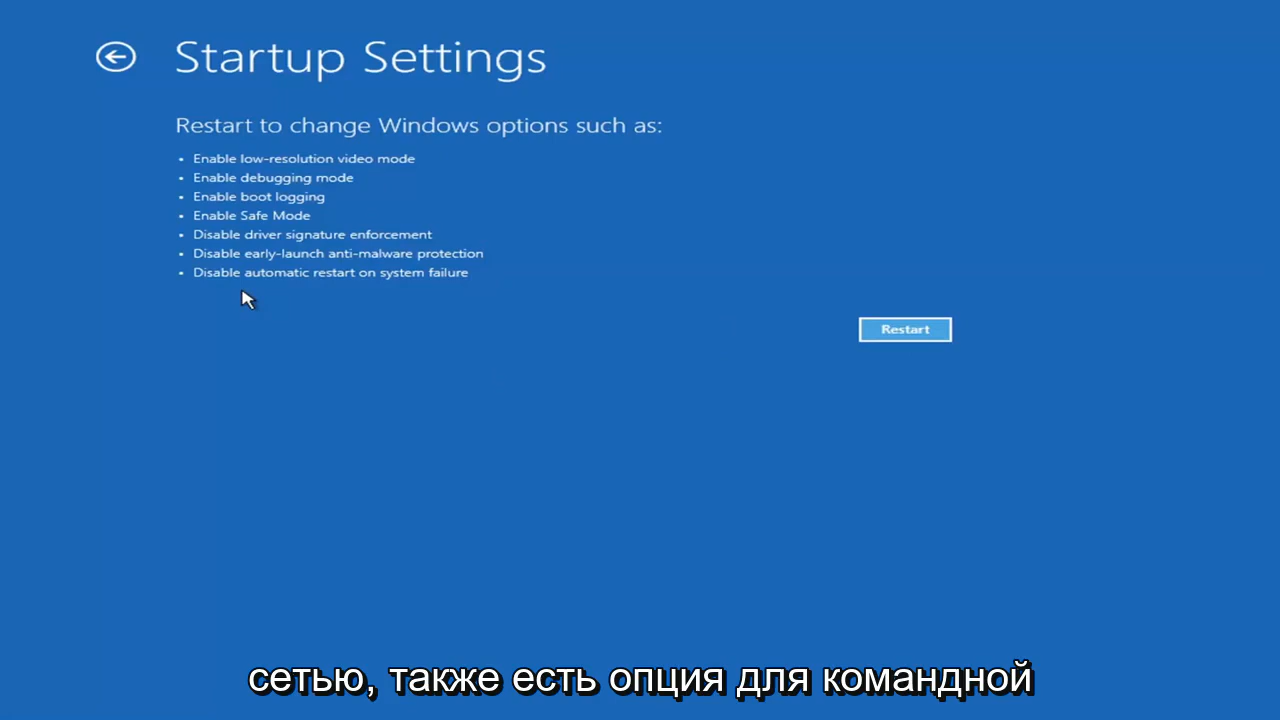 Startup Settings
Restart to change Windows options such as:
• Enable low-resolution video mode
• Enable debugging mode
• Enable boot logging
• Enable Safe Mode
• Disable driver signature enforcement
• Disable early-launch anti-malware protection
• Disable automatic restart on system failure
Restart
сетью, также есть опция для командной